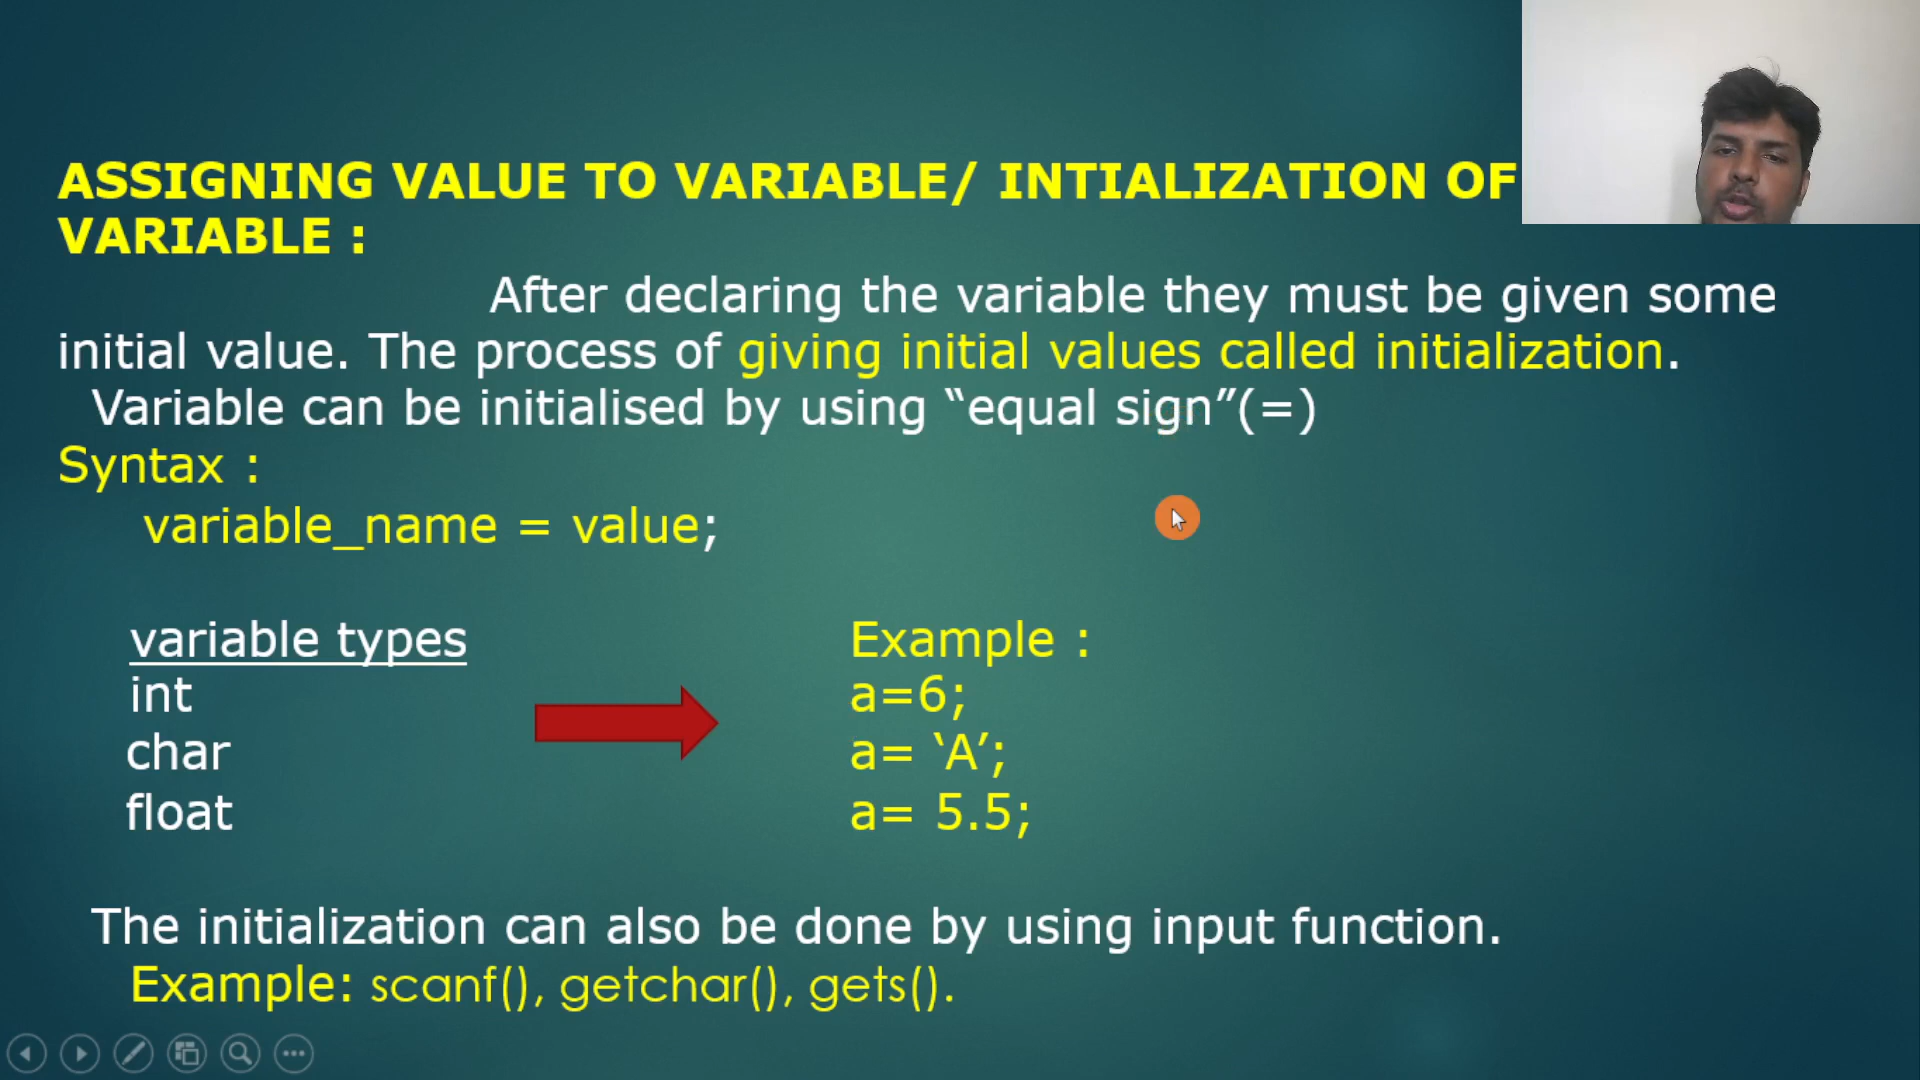 ASSIGNING VALUE TO VARIABLE/ INTIALIZATION OF
VARIABLE :
After declaring the variable they must be given some
initial value. The process of giving initial values called initialization.
Variable can be initialised by using “equal sign”(=)
Syntax :
variable_name = value;
variable types
int
char
float
Example :
a=6;
a= ‘A’;
a= 5.5;
The initialization can also be done by using input function.
Example: scanf(), getchar(), gets().